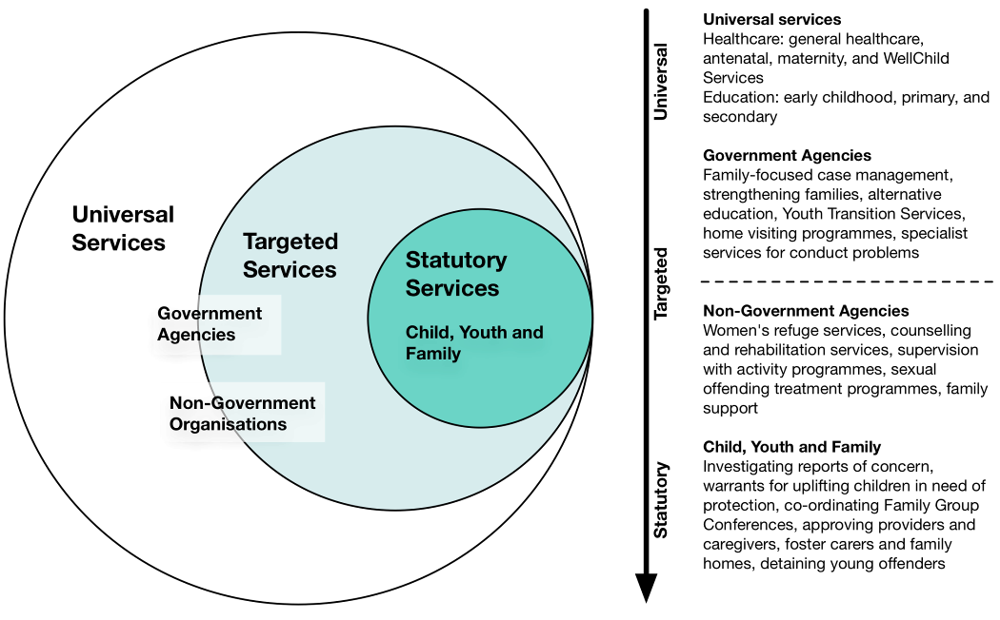 Universal
Services
Targeted
Services
Statutory
Services
Government
Agencies
Child, Youth and
Family
Non-Government
Organisations
Universal
Targeted
Statutory
Universal services
Healthcare: general healthcare,
antenatal, maternity, and WellChild
Services
Education: early childhood, primary, and
secondary
Government Agencies
Family-focused case management,
strengthening families, alternative
education, Youth Transition Services,
home visiting programmes, specialist
services for conduct problems
Non-Government Agencies
Women's refuge services, counselling
and rehabilitation services, supervision
with activity programmes, sexual
offending treatment programmes, family
support
Child, Youth and Family
Investigating reports of concern,
warrants for uplifting children in need of
protection, co-ordinating Family Group
Conferences, approving providers and
caregivers, foster carers and family
homes, detaining young offenders